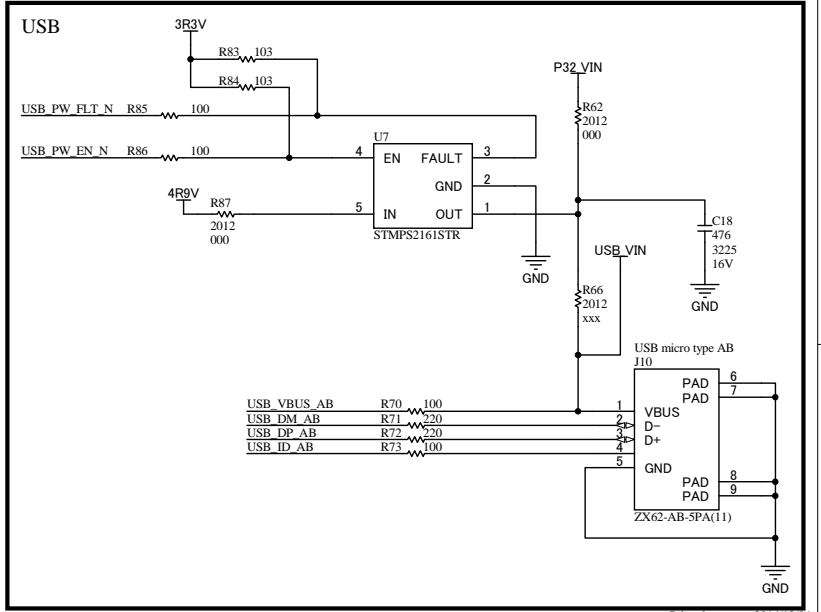 USB
3R3V
R83 103
R84 103
P32_VIN
USB_PW_FLT_N R85 100
R62
2012
000
U7
USB_PW_EN_N R86 100
4 EN FAULT 3
GND 2
4R9V
R87
2012
000
5 IN OUT 1
STMPS2161STR
C18
476
3225
16V
GND
USB_VIN
GND
R66
2012
xxx
USB micro type AB
J10
PAD 6
PAD 7
USB_VBUS_AB R70 100 1 VBUS
USB_DM_AB R71 220 2 D-
USB_DP_AB R72 220 3 D+
USB_ID_AB R73 100 4
5 GND
PAD 8
PAD 9
ZX62-AB-5PA(11)
GND